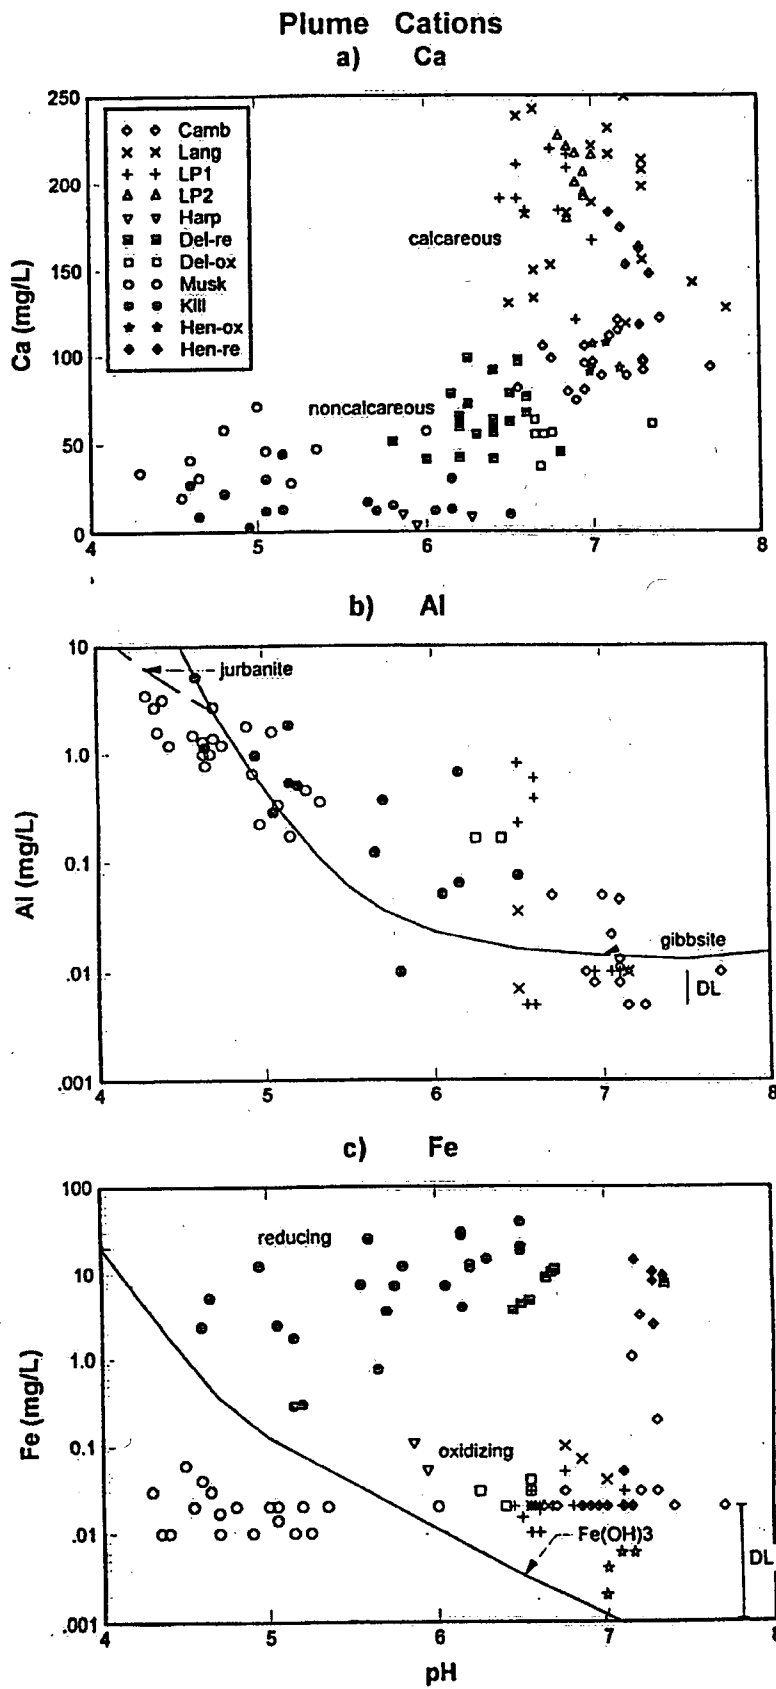 Plume Cations
a) Ca
250
200
150
100
50
0
Ca (mg/L)
Camb
Lang
LP1
LP2
Harp
Del-re
Del-ox
Musk
Kill
Hen-ox
Hen-re
calcareous
noncalcareous
4 5 6 7 8
b) Al
10
1.0
0.1
.01
.001
Al (mg/L)
jurbanite
gibbsite
DL
4 5 6 7 8
c) Fe
100
10
1.0
0.1
.01
.001
Fe (mg/L)
reducing
oxidizing
Fe(OH)3
DL
4 5 6 7 8
pH